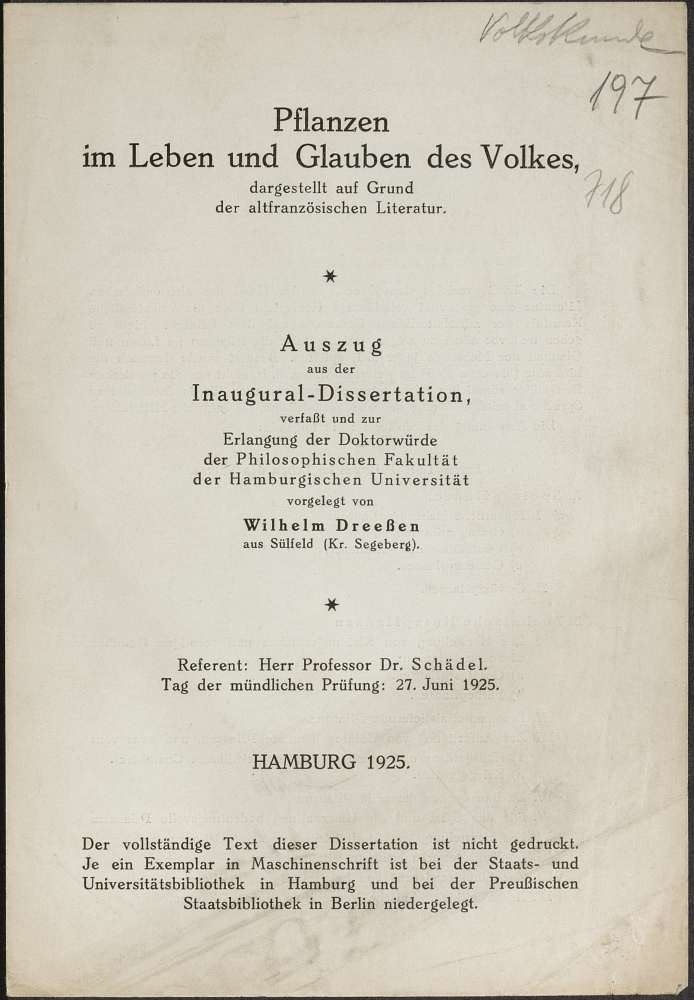 Volkskunde
197
Pflanzen
im Leben und Glauben des Volkes,
718
dargestellt auf Grund
der altfranzösischen Literatur.
Auszug
aus der
Inaugural-Dissertation,
verfaßt und zur
Erlangung der Doktorwürde
der Philosophischen Fakultät
der Hamburgischen Universität
vorgelegt von
Wilhelm Dreeßen
aus Sülfeld (Kr. Segeberg).
Referent: Herr Professor Dr. Schädel.
Tag der mündlichen Prüfung: 27. Juni 1925.
HAMBURG 1925.
Der vollständige Text dieser Dissertation ist nicht gedruckt.
Je ein Exemplar in Maschinenschrift ist bei der Staats- und
Universitätsbibliothek in Hamburg und bei der Preußischen
Staatsbibliothek in Berlin niedergelegt.